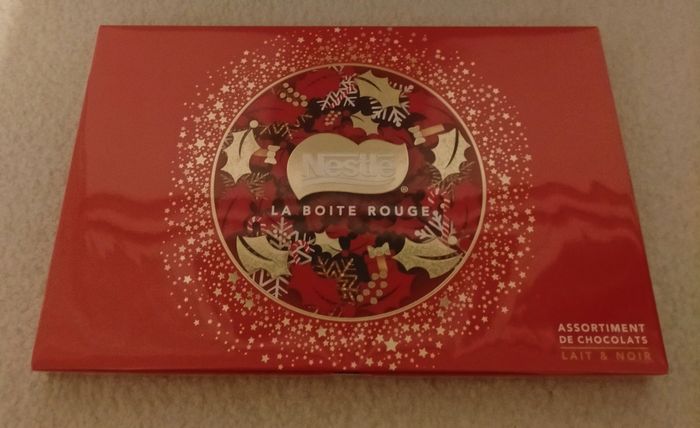 Nestlé
®
LA BOITE ROUGE
ASSORTIMENT
DE CHOCOLATS
LAIT & NOIR